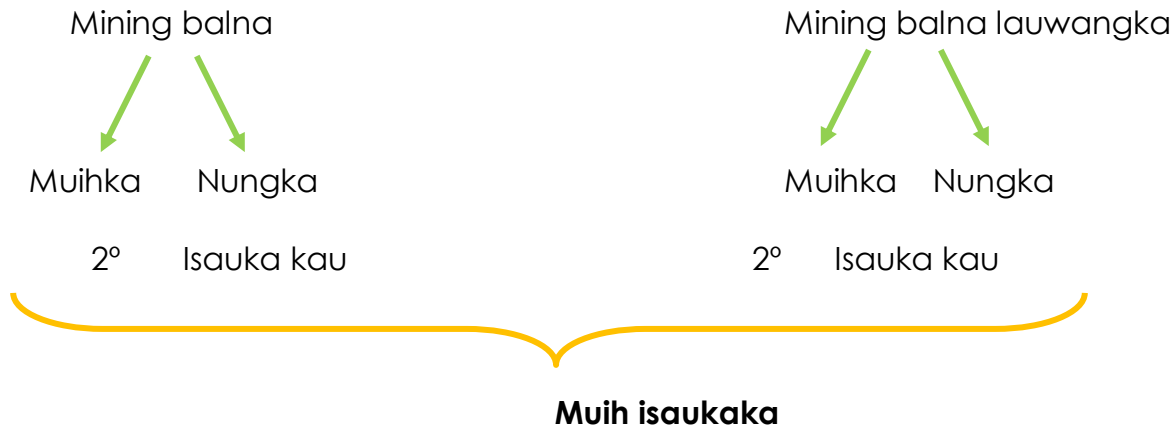 Mining balna Mining balna lauwangka
Muihka Nungka Muihka Nungka
2º Isauka kau 2º Isauka kau
Muih isaukaka